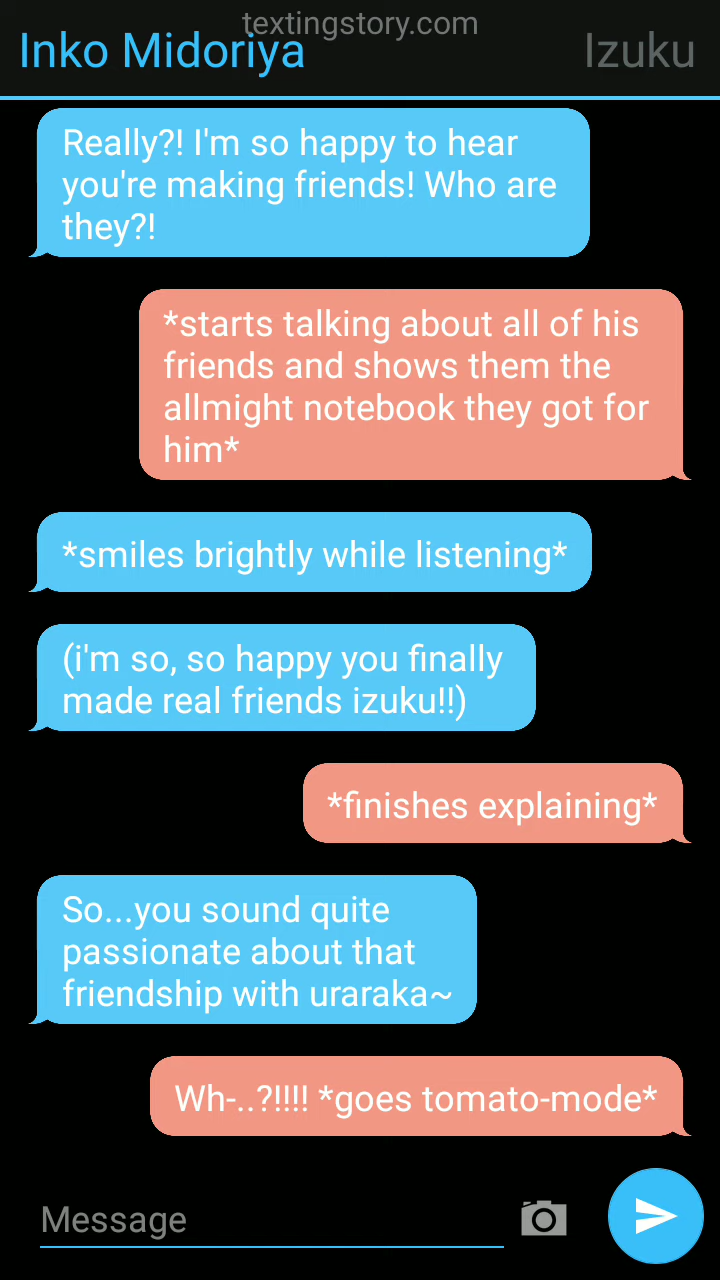 textingstory.com
Inko Midoriya
Izuku
Really?! I'm so happy to hear
you're making friends! Who are
they?!
*starts talking about all of his
friends and shows them the
allmight notebook they got for
him*
*smiles brightly while listening*
(i'm so, so happy you finally
made real friends izuku!!)
*finishes explaining*
So...you sound quite
passionate about that
friendship with uraraka~
Wh-..?!!!! *goes tomato-mode*
Message